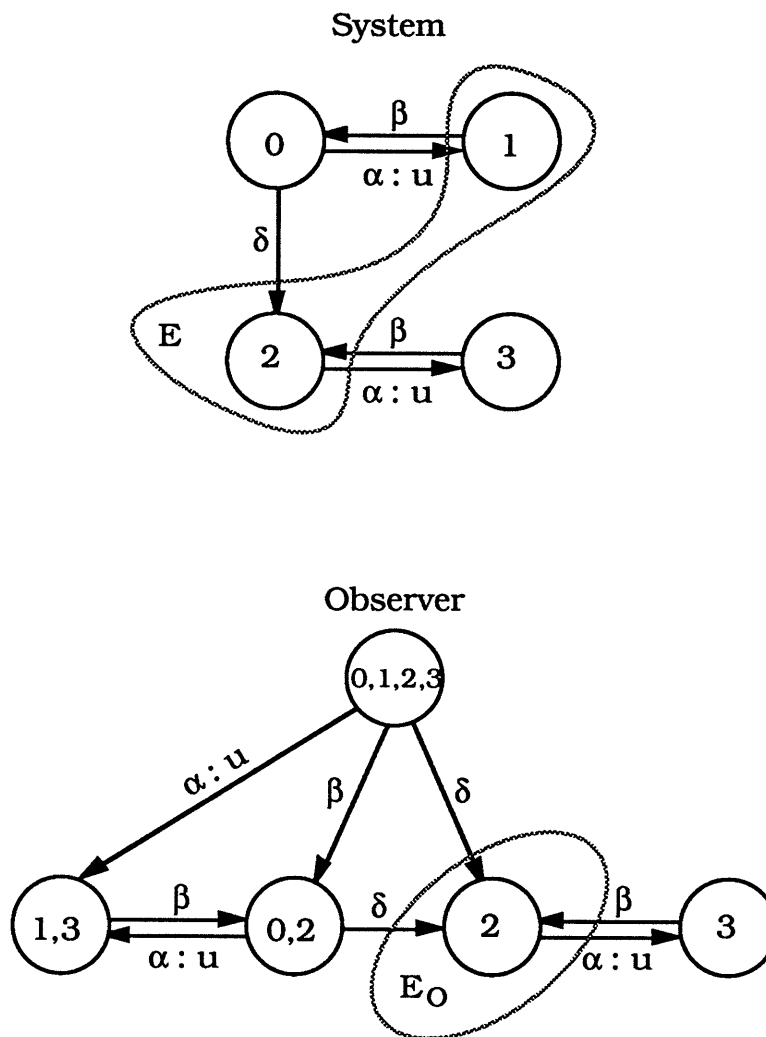 System
β
0 1
α : u
δ
E
β
2 3
α : u
Observer
0,1,2,3
α : u
β δ
β δ β
1,3 0,2 2 3
α : u α : u
E_O